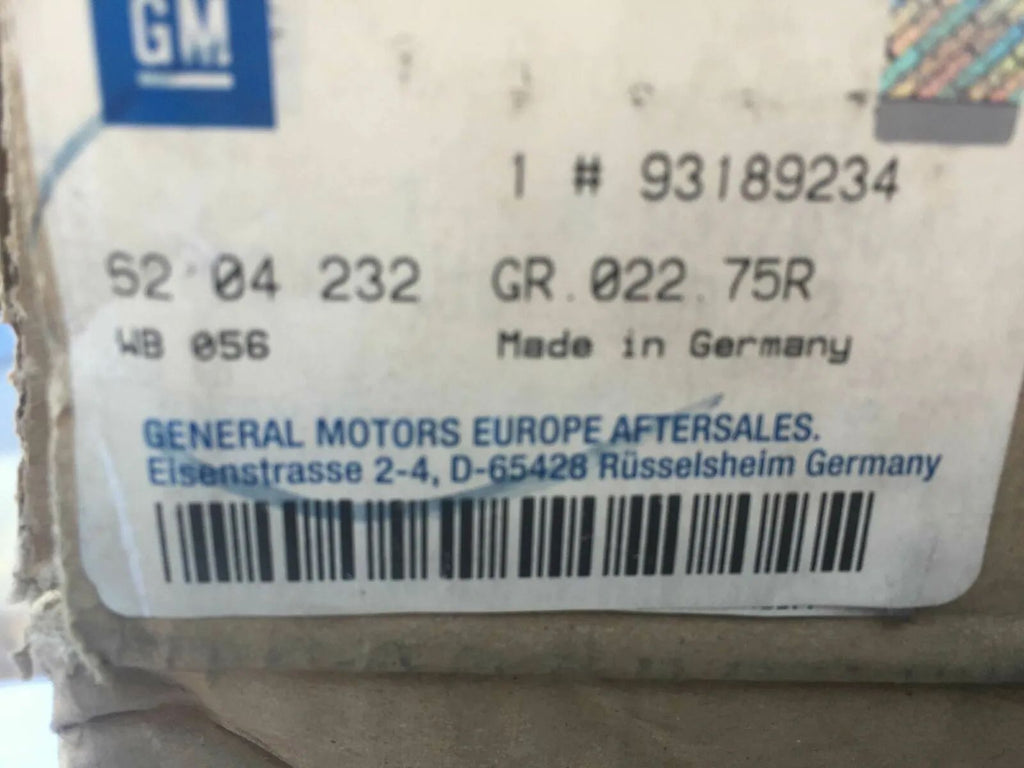 GM
1 # 93189234
S2 04 232 GR.022.75R
WB 056 Made in Germany
GENERAL MOTORS EUROPE AFTERSALES.
Eisenstrasse 2-4, D-65428 Rüsselsheim Germany